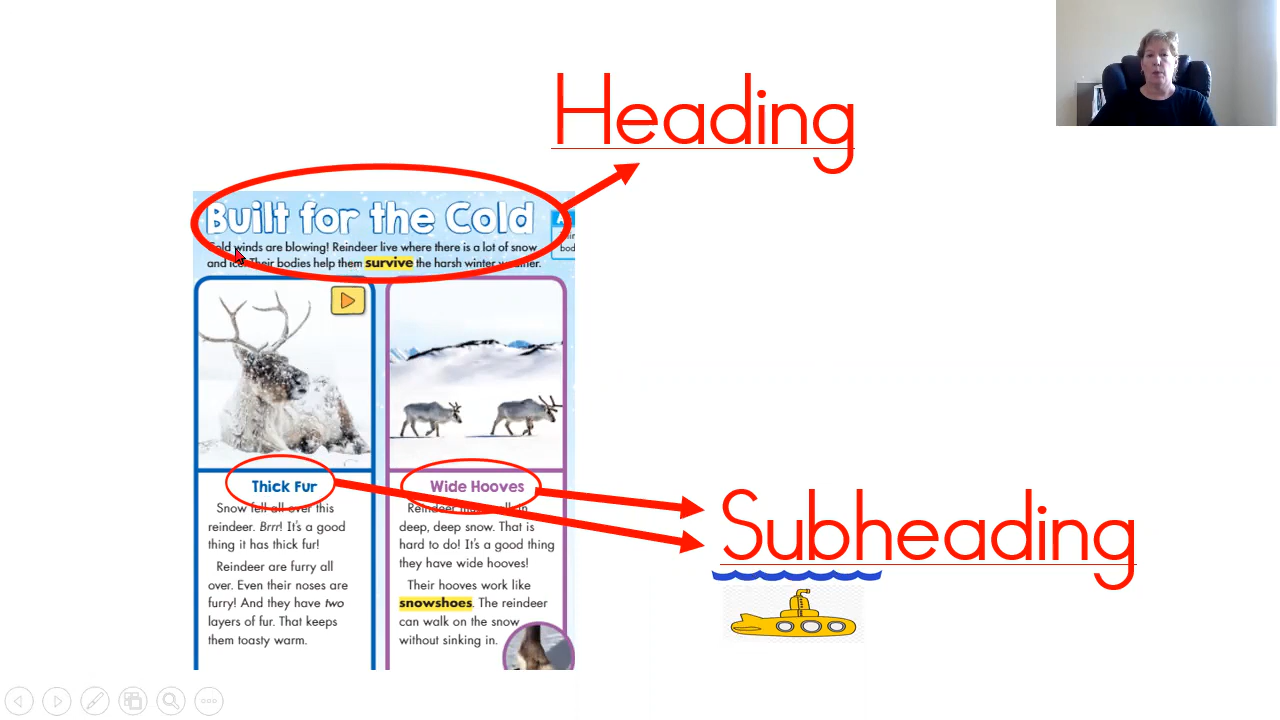 Heading
Built for the Cold
Cold winds are blowing! Reindeer live where there is a lot of snow
and ice. Their bodies help them survive the harsh winter weather.
Thick Fur
Snow fell all over this
reindeer. Brrr! It's a good
thing it has thick fur!
Reindeer are furry all
over. Even their noses are
furry! And they have two
layers of fur. That keeps
them toasty warm.
Wide Hooves
Reindeer
deep, deep snow. That is
hard to do! It's a good thing
they have wide hooves!
Their hooves work like
snowshoes. The reindeer
can walk on the snow
without sinking in.
Subheading